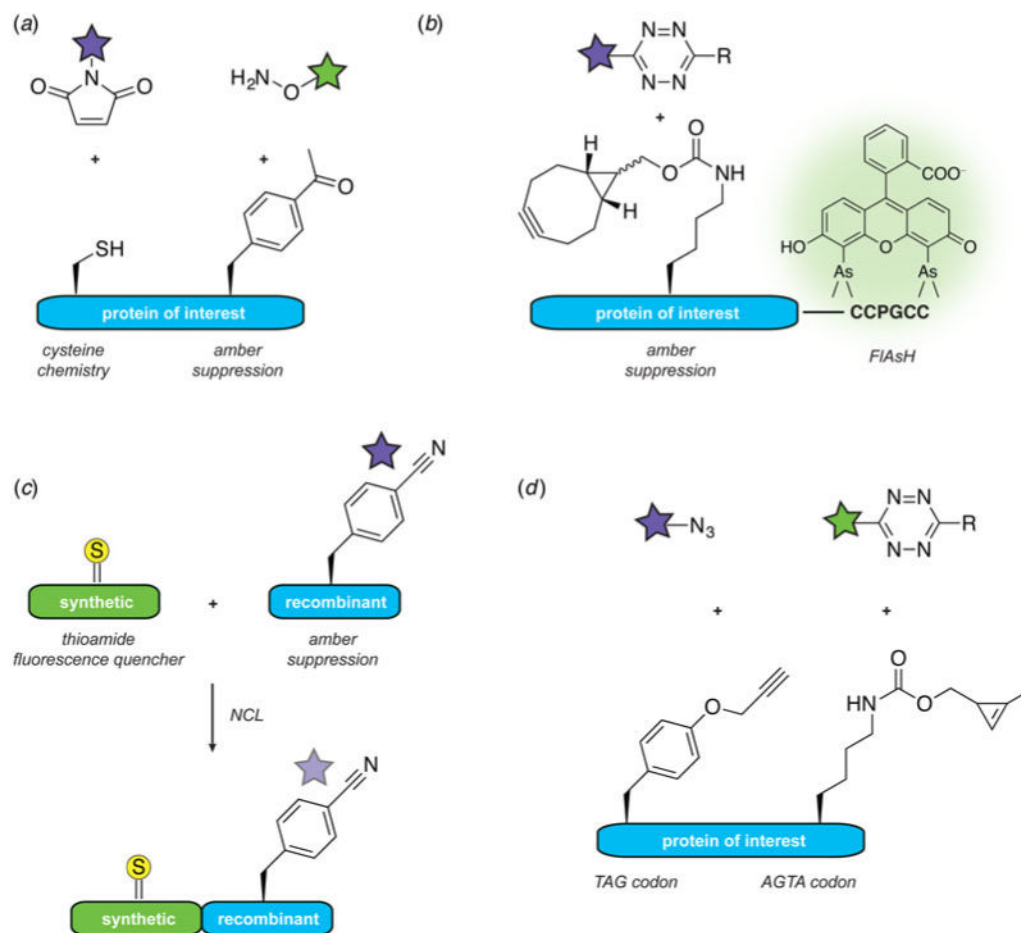 (a)
N
O
O
H2N
O
+
+
O
SH
protein of interest
cysteine
chemistry
amber
suppression
(b)
N=N
R
N=N
+
H
O
O
NH
H
COO-
HO
O
O
As
As
protein of interest
CCPGCC
amber
suppression
FlAsH
(c)
N
S
synthetic
+
recombinant
thioamide
fluorescence quencher
amber
suppression
NCL
N
S
synthetic
recombinant
(d)
N3
N=N
R
N=N
+
+
O
O
HN
O
protein of interest
TAG codon
AGTA codon